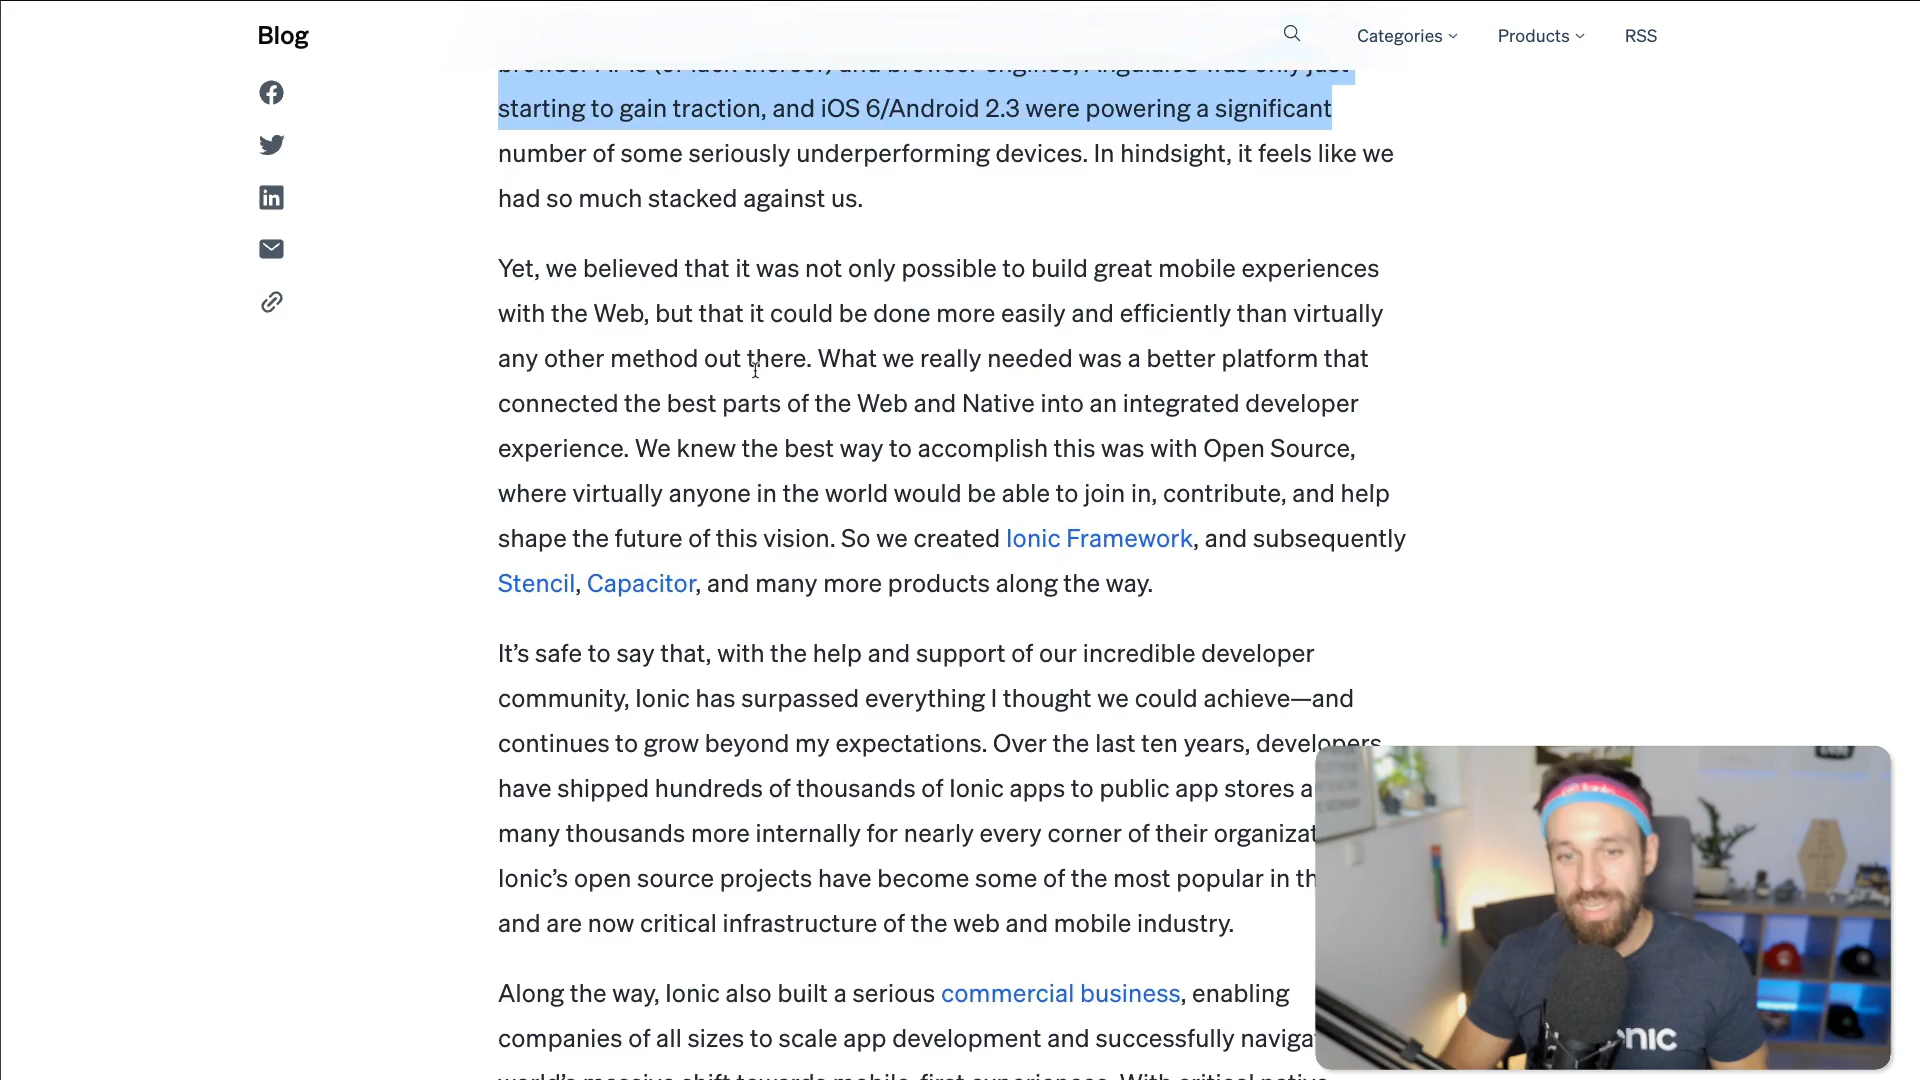 Blog
Categories
Products
RSS
starting to gain traction, and iOS 6/Android 2.3 were powering a significant
number of some seriously underperforming devices. In hindsight, it feels like we
had so much stacked against us.
Yet, we believed that it was not only possible to build great mobile experiences
with the Web, but that it could be done more easily and efficiently than virtually
any other method out there. What we really needed was a better platform that
connected the best parts of the Web and Native into an integrated developer
experience. We knew the best way to accomplish this was with Open Source,
where virtually anyone in the world would be able to join in, contribute, and help
shape the future of this vision. So we created Ionic Framework, and subsequently
Stencil, Capacitor, and many more products along the way.
It’s safe to say that, with the help and support of our incredible developer
community, Ionic has surpassed everything I thought we could achieve—and
continues to grow beyond my expectations. Over the last ten years, developers
have shipped hundreds of thousands of Ionic apps to public app stores a
many thousands more internally for nearly every corner of their organizat
Ionic’s open source projects have become some of the most popular in th
and are now critical infrastructure of the web and mobile industry.
Along the way, Ionic also built a serious commercial business, enabling
companies of all sizes to scale app development and successfully naviga
nic